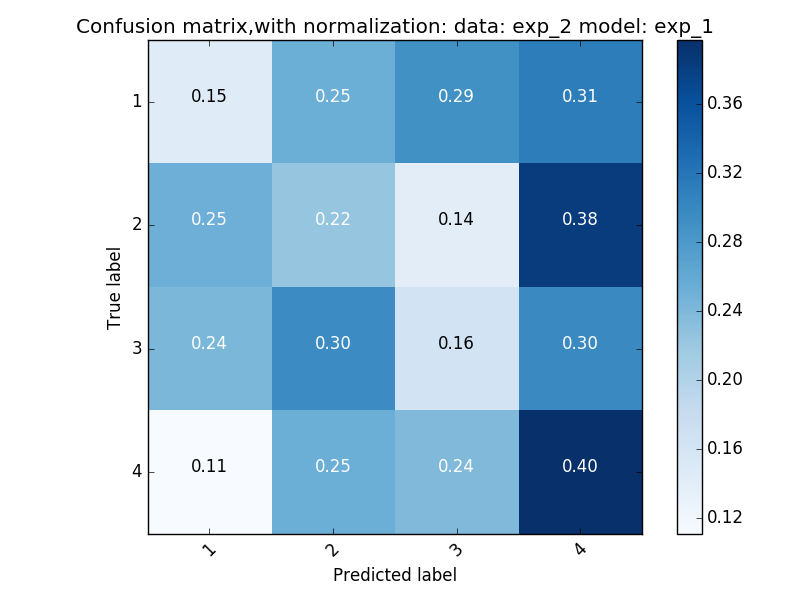 Confusion matrix,with normalization: data: exp_2 model: exp_1
True label
1
0.15 0.25 0.29 0.31
2
0.25 0.22 0.14 0.38
3
0.24 0.30 0.16 0.30
4
0.11 0.25 0.24 0.40
1 2 3 4
Predicted label
0.36
0.32
0.28
0.24
0.20
0.16
0.12